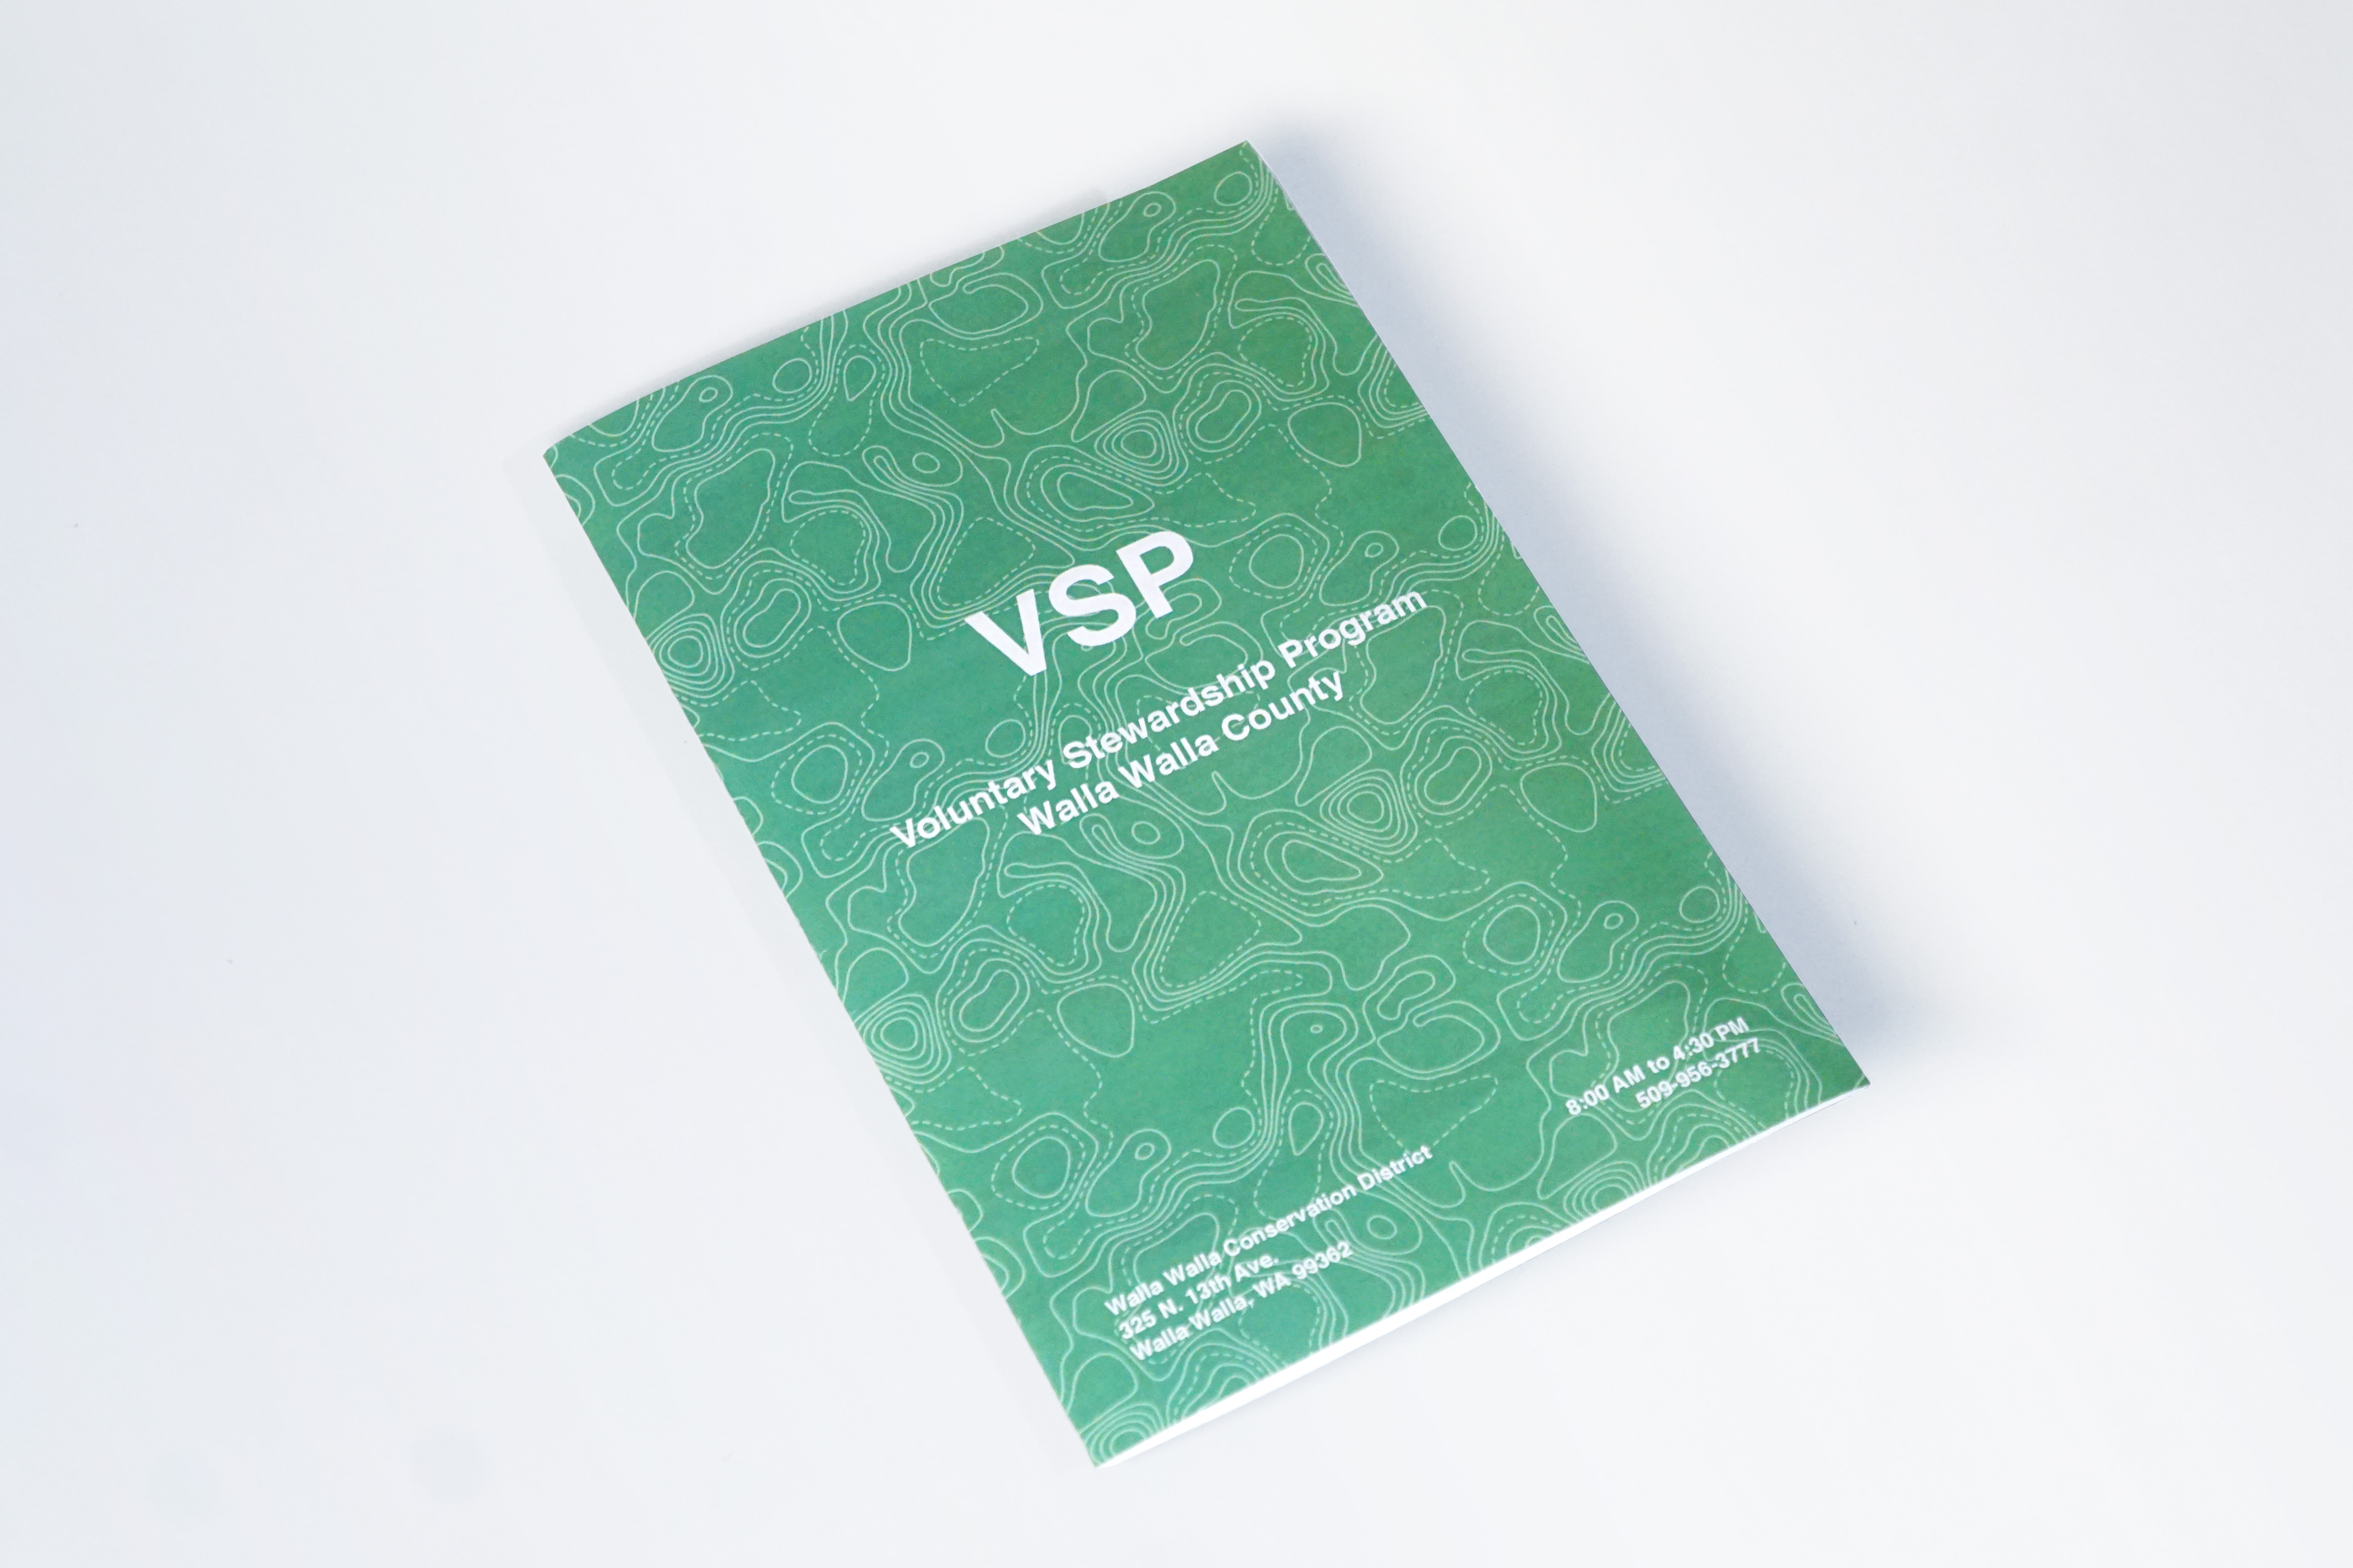 VSP
Voluntary Stewardship Program
Walla Walla County
8:00 AM to 4:30 PM
509-956-3777
Walla Walla Conservation District
325 N. 13th Ave.
Walla Walla, WA 99362